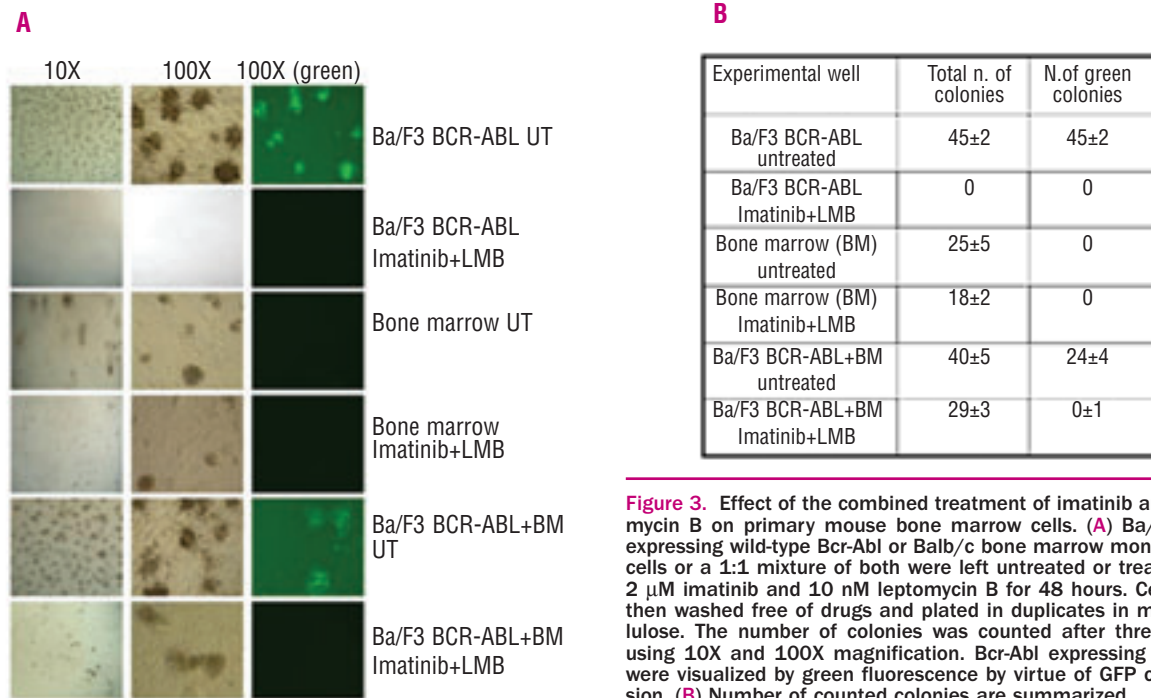 A
10X 100X 100X (green)
Ba/F3 BCR-ABL UT
Ba/F3 BCR-ABL
Imatinib+LMB
Bone marrow UT
Bone marrow
Imatinib+LMB
Ba/F3 BCR-ABL+BM
UT
Ba/F3 BCR-ABL+BM
Imatinib+LMB
B
Experimental well Total n. of colonies N.of green colonies
Ba/F3 BCR-ABL untreated 45±2 45±2
Ba/F3 BCR-ABL Imatinib+LMB 0 0
Bone marrow (BM) untreated 25±5 0
Bone marrow (BM) Imatinib+LMB 18±2 0
Ba/F3 BCR-ABL+BM untreated 40±5 24±4
Ba/F3 BCR-ABL+BM Imatinib+LMB 29±3 0±1
Figure 3. Effect of the combined treatment of imatinib a
mycin B on primary mouse bone marrow cells. (A) Ba/
expressing wild-type Bcr-Abl or Balb/c bone marrow mon
cells or a 1:1 mixture of both were left untreated or trea
2 μM imatinib and 10 nM leptomycin B for 48 hours. Ce
then washed free of drugs and plated in duplicates in m
lulose. The number of colonies was counted after thre
using 10X and 100X magnification. Bcr-Abl expressing
were visualized by green fluorescence by virtue of GFP
sion. (B) Number of counted colonies are summarized